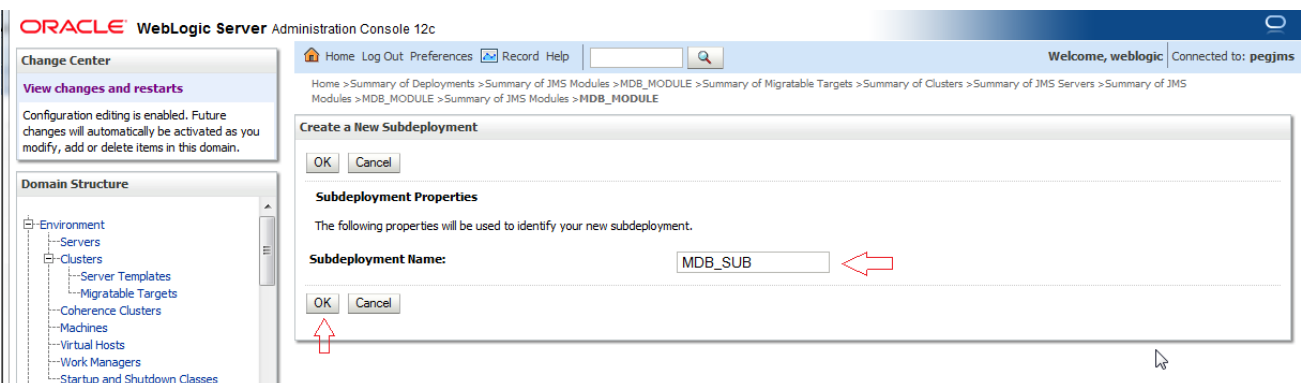 ORACLE WebLogic Server Administration Console 12c
Change Center
View changes and restarts
Configuration editing is enabled. Future
changes will automatically be activated as you
modify, add or delete items in this domain.
Domain Structure
Environment
Servers
Clusters
Server Templates
Migratable Targets
Coherence Clusters
Machines
Virtual Hosts
Work Managers
Startup and Shutdown Classes
Home Log Out Preferences Record Help
Welcome, weblogic Connected to: pegjms
Home >Summary of Deployments >Summary of JMS Modules >MDB_MODULE >Summary of Migratable Targets >Summary of Clusters >Summary of JMS Servers >Summary of JMS
Modules >MDB_MODULE >Summary of JMS Modules >MDB_MODULE
Create a New Subdeployment
OK Cancel
Subdeployment Properties
The following properties will be used to identify your new subdeployment.
Subdeployment Name: MDB_SUB
OK Cancel